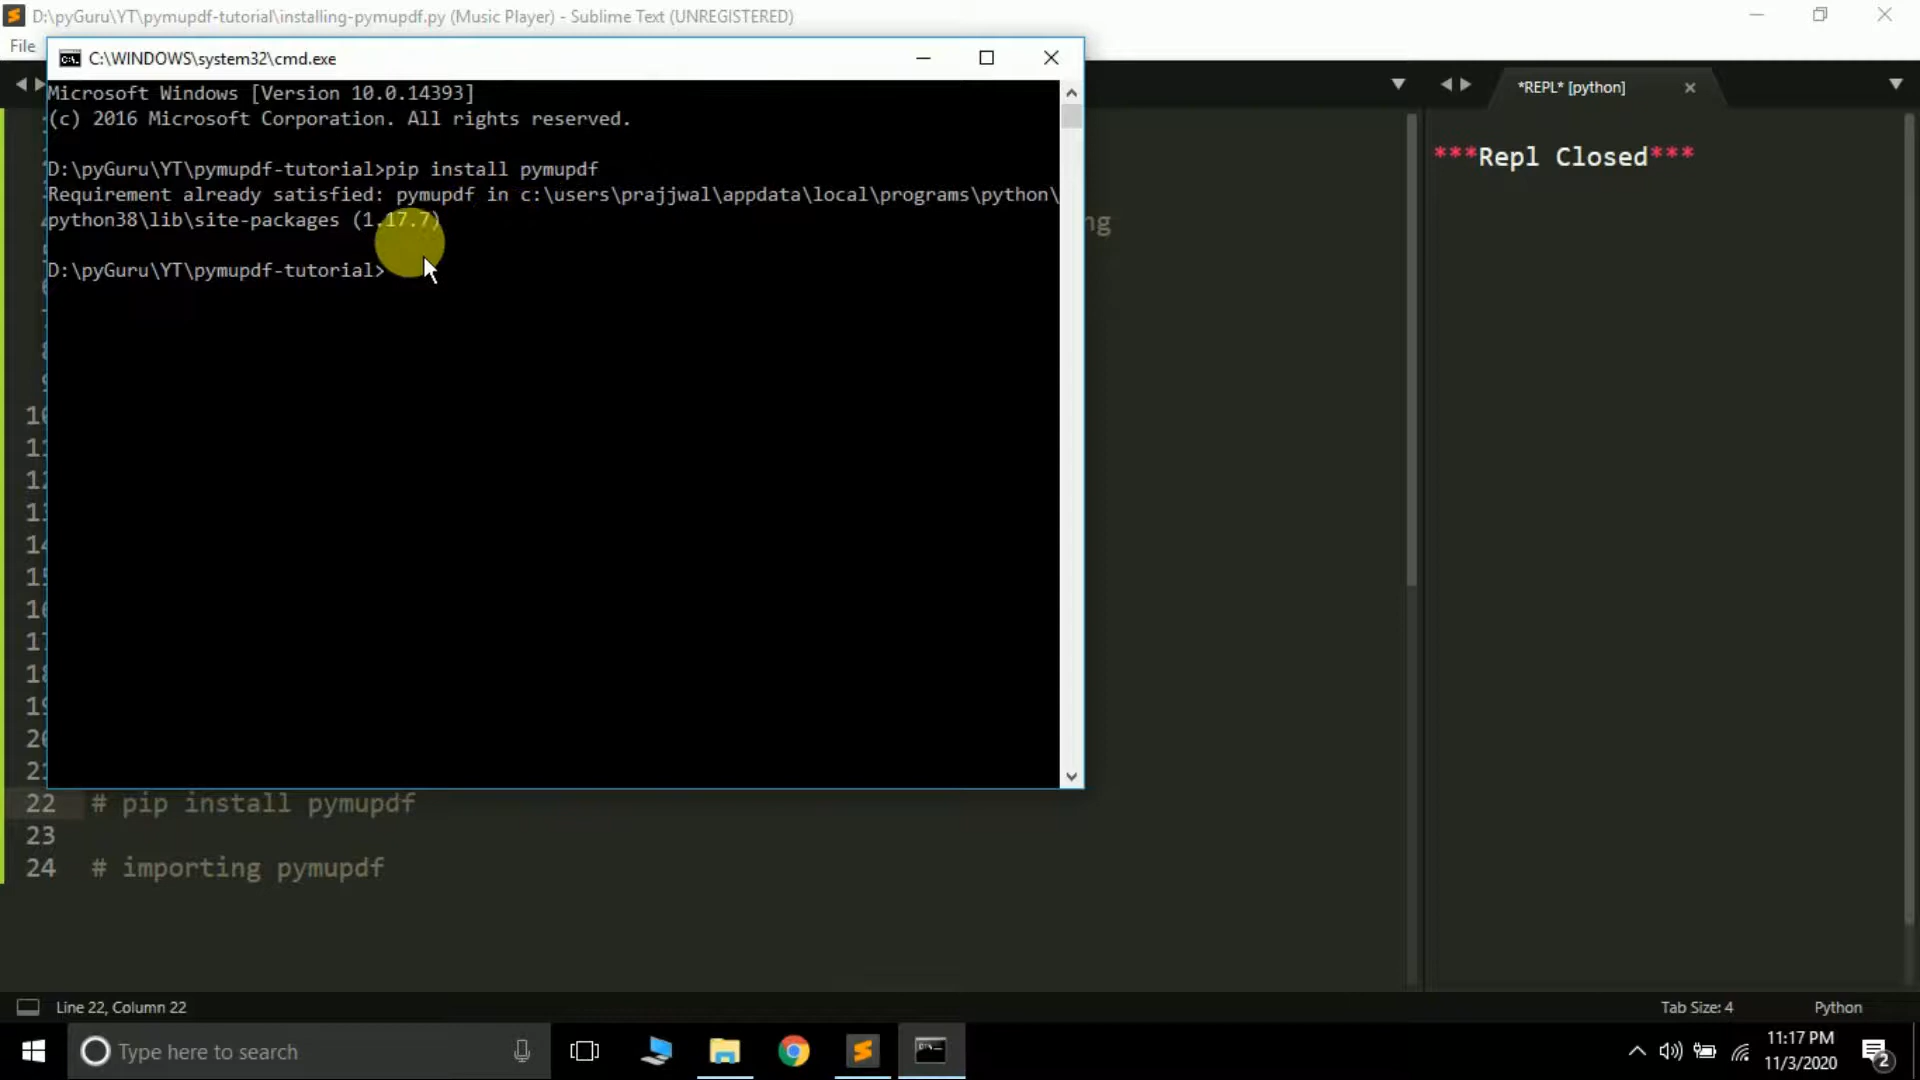 D:\pyGuru\YT\pymupdf-tutorial\installing-pymupdf.py (Music Player) - Sublime Text (UNREGISTERED)
File
C:\WINDOWS\system32\cmd.exe
*REPL* [python]
Microsoft Windows [Version 10.0.14393]
(c) 2016 Microsoft Corporation. All rights reserved.
D:\pyGuru\YT\pymupdf-tutorial>pip install pymupdf
Requirement already satisfied: pymupdf in c:\users\prajjwal\appdata\local\programs\python\
python38\lib\site-packages (1.17.7)
D:\pyGuru\YT\pymupdf-tutorial>
***Repl Closed***
ng
22 # pip install pymupdf
23
24 # importing pymupdf
Line 22, Column 22
Tab Size: 4
Python
Type here to search
11:17 PM
11/3/2020
2